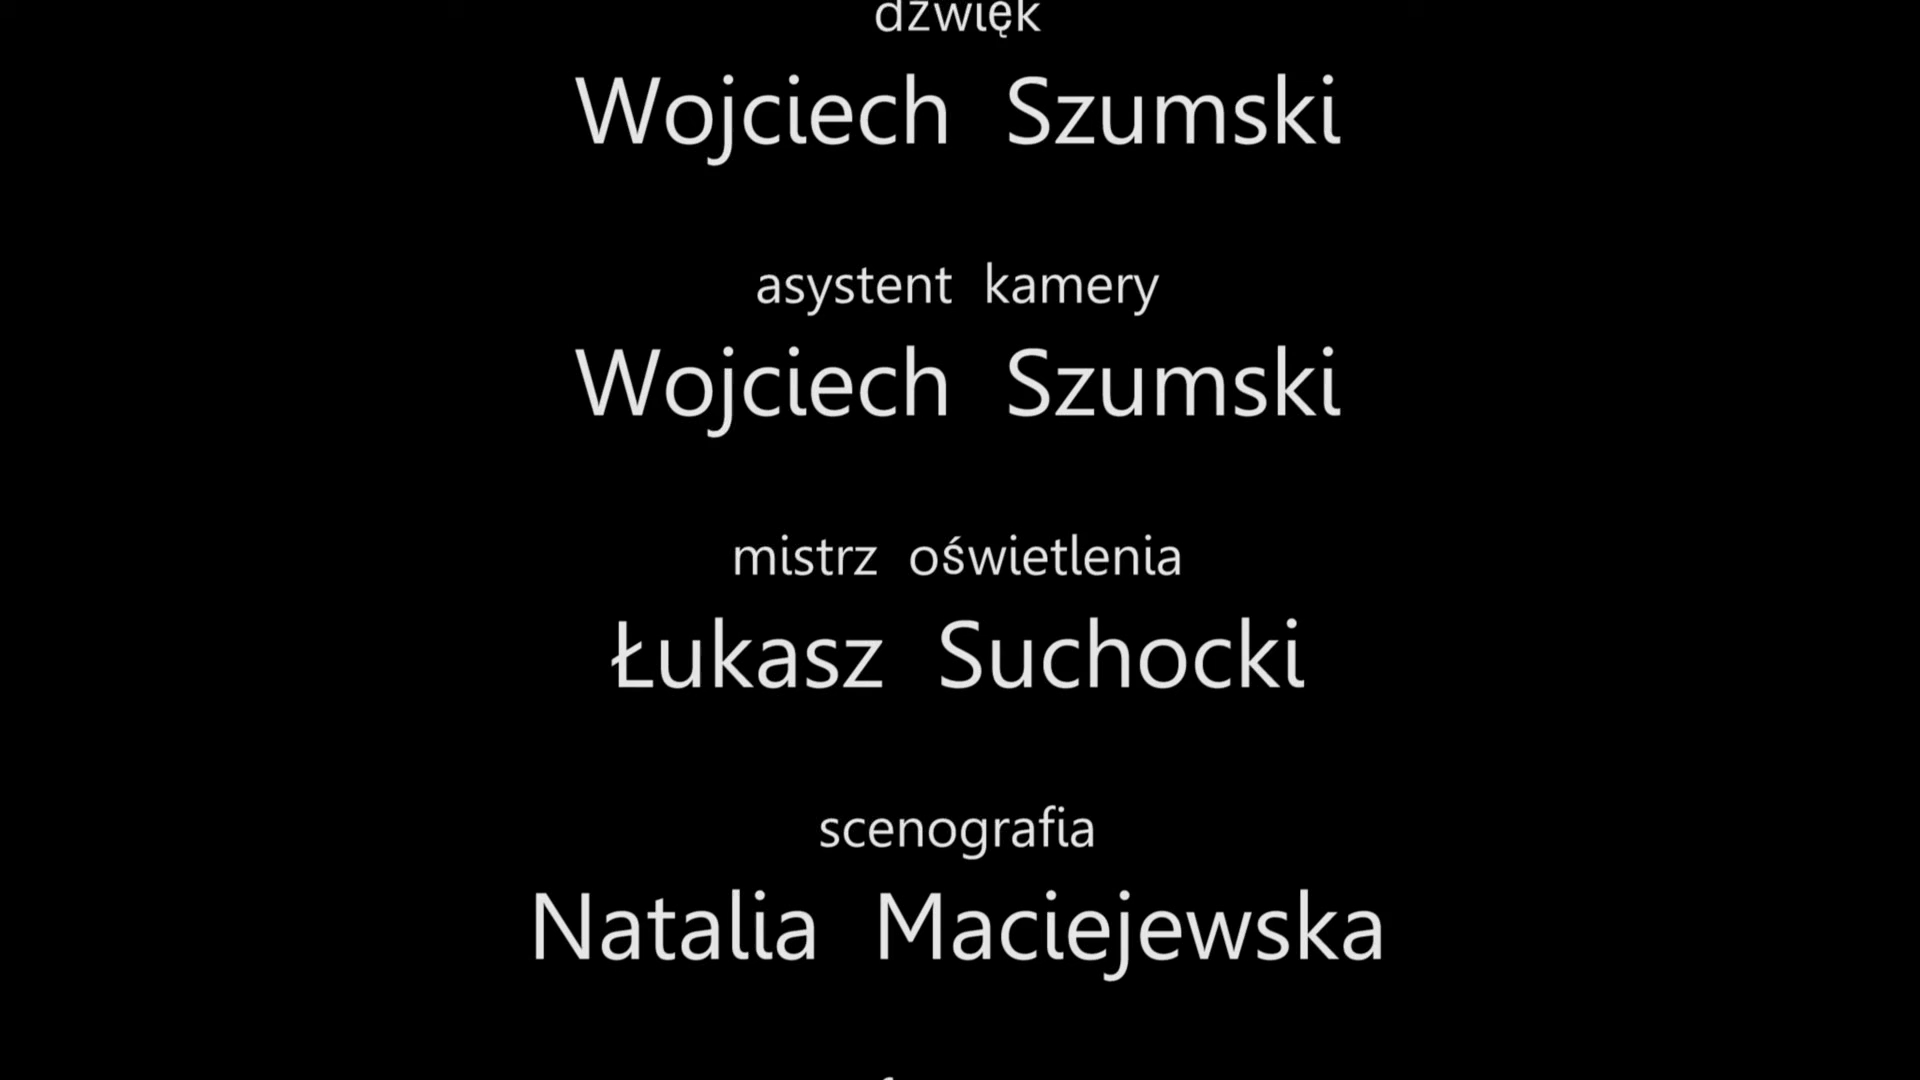 dźwięk
Wojciech Szumski
asystent kamery
Wojciech Szumski
mistrz oświetlenia
Łukasz Suchocki
scenografia
Natalia Maciejewska